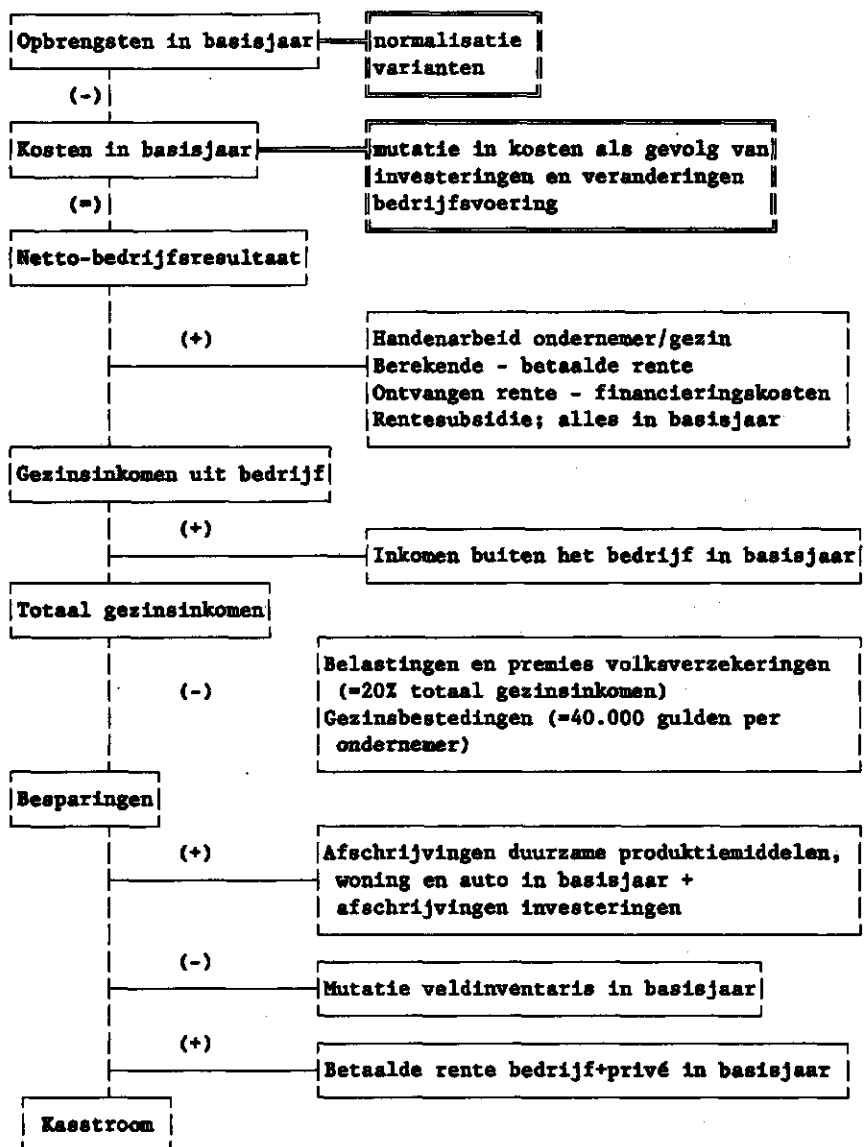 Opbrengsten in basisjaar
normalisatie
varianten
(-)
Kosten in basisjaar
mutatie in kosten als gevolg van
investeringen en veranderingen
bedrijfsvoering
(=)
Netto-bedrijfsresultaat
(+)
Handenarbeid ondernemer/gezin
Berekende - betaalde rente
Ontvangen rente - financieringskosten
Rentesubsidie; alles in basisjaar
Gezinsinkomen uit bedrijf
(+)
Inkomen buiten het bedrijf in basisjaar
Totaal gezinsinkomen
(-)
Belastingen en premies volksverzekeringen
(=20% totaal gezinsinkomen)
Gezinsbestedingen (=40.000 gulden per
ondernemer)
Besparingen
(+)
Afschrijvingen duurzame produktiemiddelen,
woning en auto in basisjaar +
afschrijvingen investeringen
(-)
Mutatie veldinventaris in basisjaar
(+)
Betaalde rente bedrijf+privé in basisjaar
Kasstroom